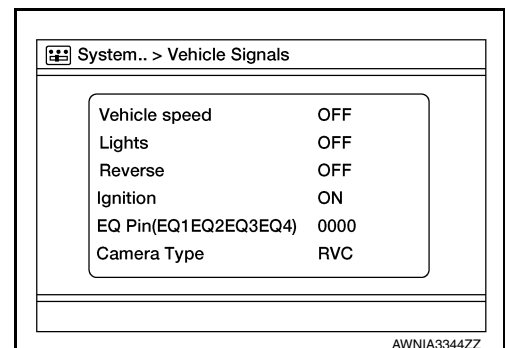 System.. > Vehicle Signals
Vehicle speed OFF
Lights OFF
Reverse OFF
Ignition ON
EQ Pin(EQ1EQ2EQ3EQ4) 0000
Camera Type RVC
AWNIA3344ZZ